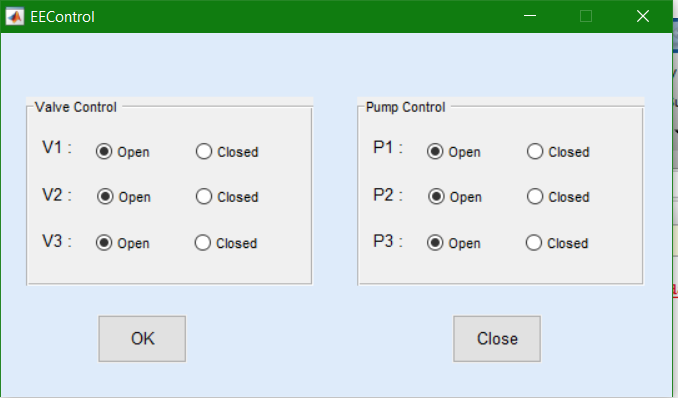 EEControl
Valve Control
V1 : Open Closed
V2 : Open Closed
V3 : Open Closed
Pump Control
P1 : Open Closed
P2 : Open Closed
P3 : Open Closed
OK
Close